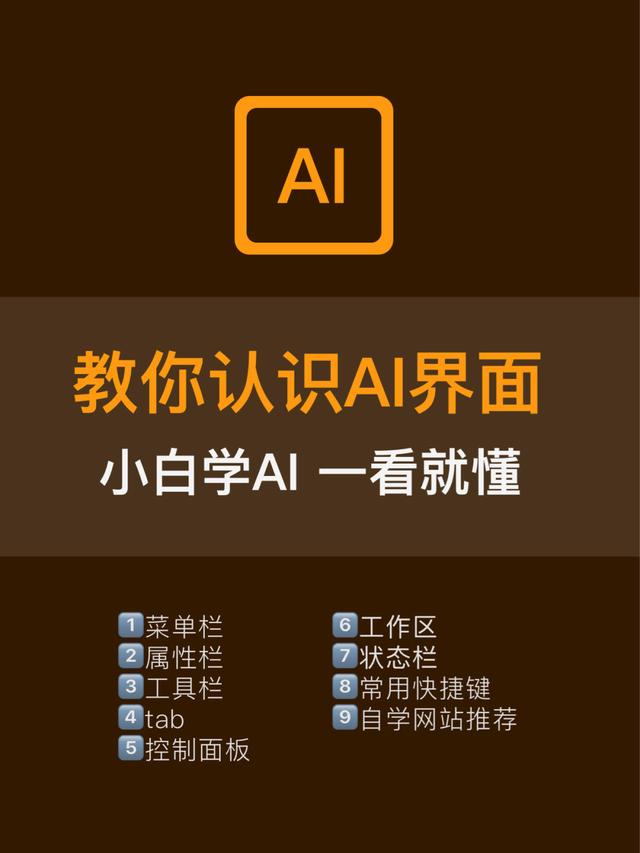 AI
教你认识AI界面
小白学AI 一看就懂
1菜单栏
2属性栏
3工具栏
4tab
5控制面板
6工作区
7状态栏
8常用快捷键
9自学网站推荐